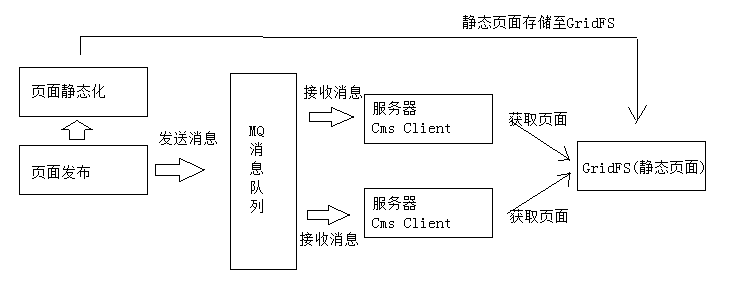 静态页面存储至GridFS
页面静态化
页面发布
发送消息
MQ
消
息
队
列
接收消息
服务器
Cms Client
获取页面
GridFS(静态页面)
服务器
Cms Client
接收消息
获取页面